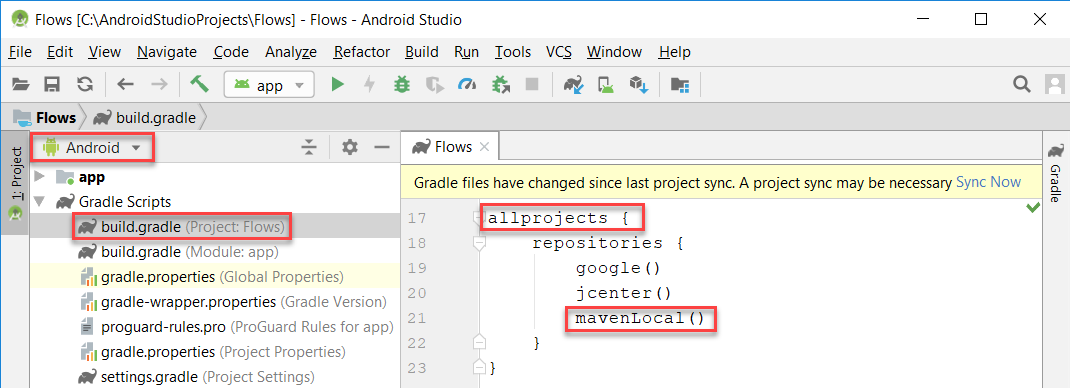 Flows [C:\AndroidStudioProjects\Flows] - Flows - Android Studio
File Edit View Navigate Code Analyze Refactor Build Run Tools VCS Window Help
app
Flows build.gradle
1: Project
Android
app
Gradle Scripts
build.gradle (Project: Flows)
build.gradle (Module: app)
gradle.properties (Global Properties)
gradle-wrapper.properties (Gradle Version)
proguard-rules.pro (ProGuard Rules for app)
gradle.properties (Project Properties)
settings.gradle (Project Settings)
Flows
Gradle files have changed since last project sync. A project sync may be necessary Sync Now
17 allprojects {
18 repositories {
19 google()
20 jcenter()
21 mavenLocal()
22 }
23 }
Gradle